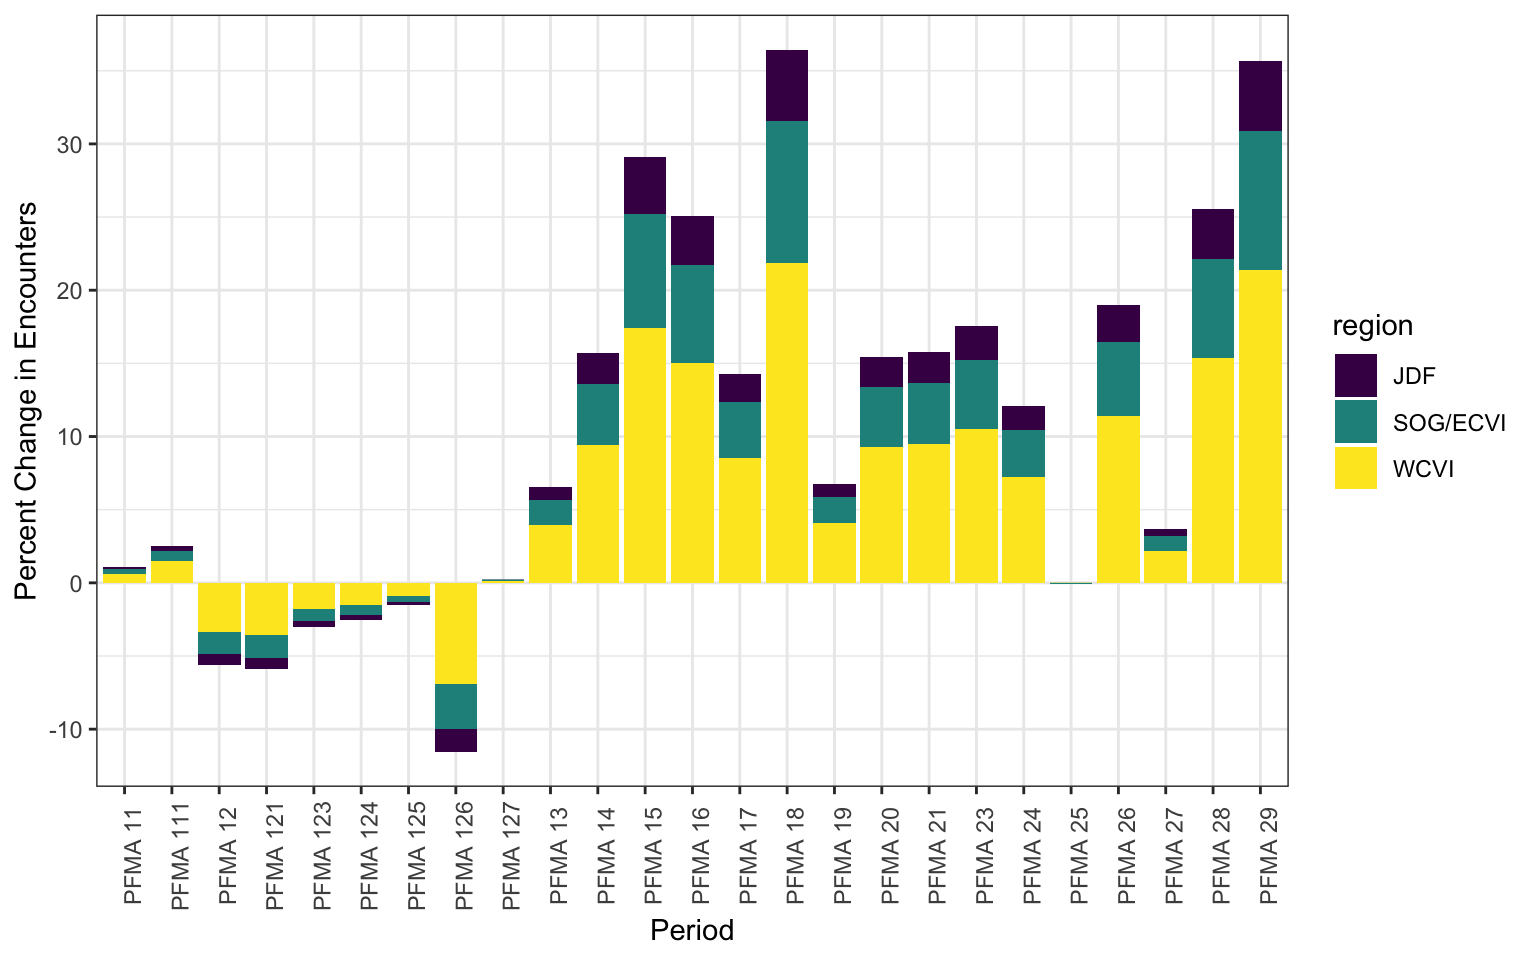 Percent Change in Encounters
30
20
10
0
-10
PFMA 11
PFMA 111
PFMA 12
PFMA 121
PFMA 123
PFMA 124
PFMA 125
PFMA 126
PFMA 127
PFMA 13
PFMA 14
PFMA 15
PFMA 16
PFMA 17
PFMA 18
PFMA 19
PFMA 20
PFMA 21
PFMA 23
PFMA 24
PFMA 25
PFMA 26
PFMA 27
PFMA 28
PFMA 29
Period
region
JDF
SOG/ECVI
WCVI